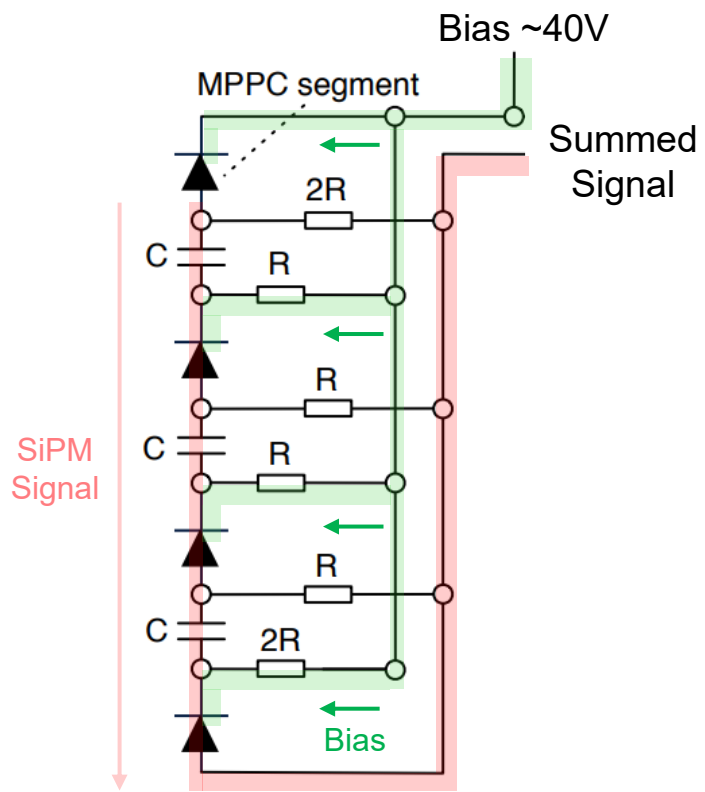 Bias ~40V
MPPC segment
Summed
Signal
2R
C
R
R
SiPM
Signal
C
R
R
C
2R
Bias